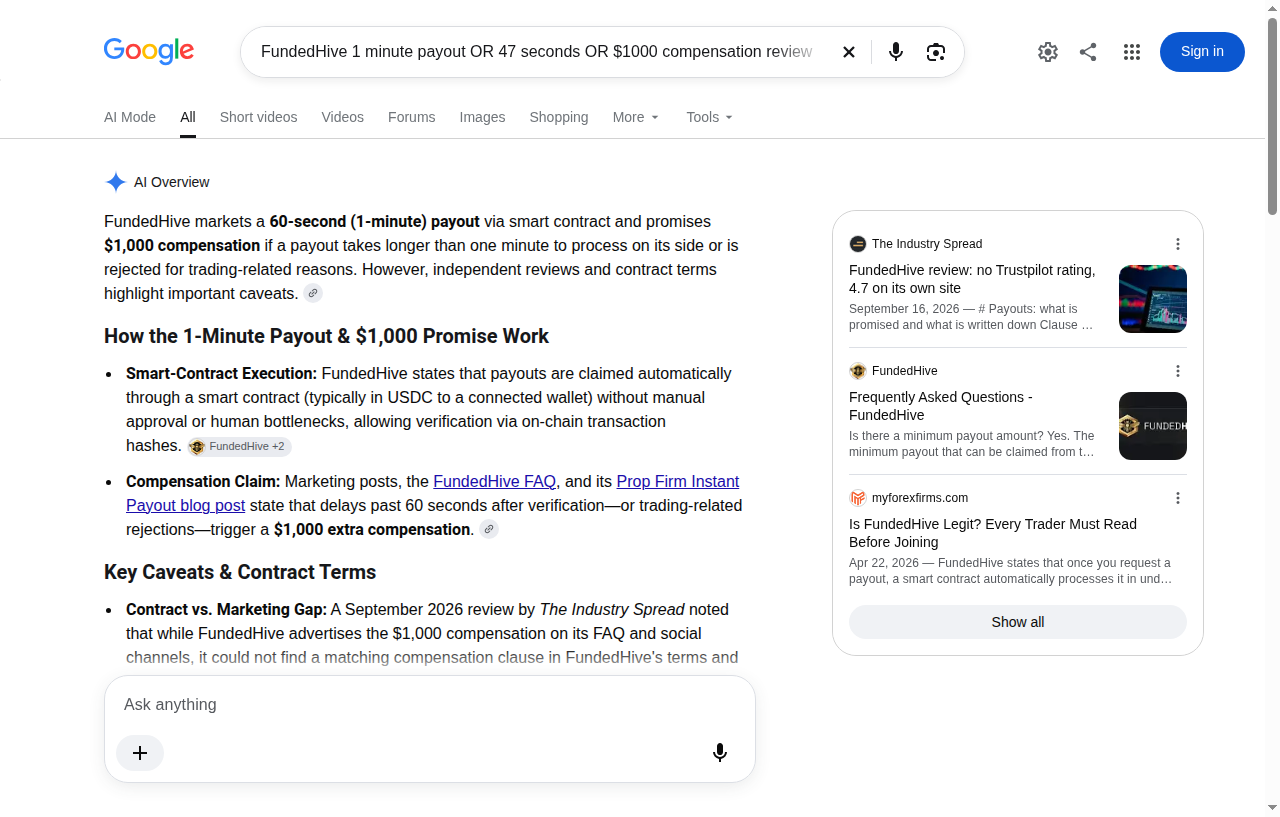 Google
FundedHive 1 minute payout OR 47 seconds OR $1000 compensation review
Sign in
AI Mode
All
Short videos
Videos
Forums
Images
Shopping
More
Tools
AI Overview
FundedHive markets a 60-second (1-minute) payout via smart contract and promises
$1,000 compensation if a payout takes longer than one minute to process on its side or is
rejected for trading-related reasons. However, independent reviews and contract terms
highlight important caveats.
How the 1-Minute Payout & $1,000 Promise Work
Smart-Contract Execution: FundedHive states that payouts are claimed automatically
through a smart contract (typically in USDC to a connected wallet) without manual
approval or human bottlenecks, allowing verification via on-chain transaction
hashes. FundedHive +2
Compensation Claim: Marketing posts, the FundedHive FAQ, and its Prop Firm Instant
Payout blog post state that delays past 60 seconds after verification—or trading-related
rejections—trigger a $1,000 extra compensation.
Key Caveats & Contract Terms
Contract vs. Marketing Gap: A September 2026 review by The Industry Spread noted
that while FundedHive advertises the $1,000 compensation on its FAQ and social
channels, it could not find a matching compensation clause in FundedHive's terms and
Ask anything
The Industry Spread
FundedHive review: no Trustpilot rating,
4.7 on its own site
September 16, 2026 — # Payouts: what is
promised and what is written down Clause ...
FundedHive
Frequently Asked Questions -
FundedHive
Is there a minimum payout amount? Yes. The
minimum payout that can be claimed from t...
FUNDEDH
myforexfirms.com
Is FundedHive Legit? Every Trader Must Read
Before Joining
Apr 22, 2026 — FundedHive states that once you request a
payout, a smart contract automatically processes it in und...
Show all